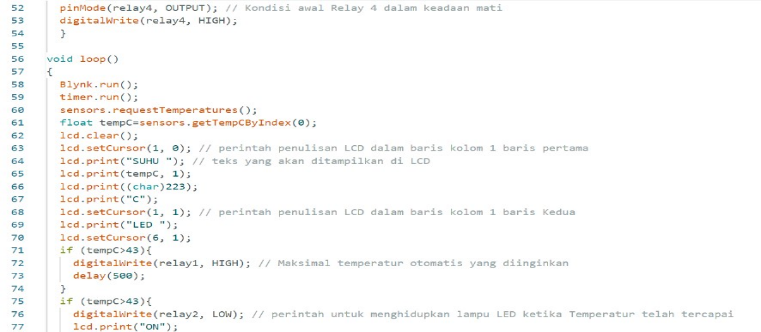 52 pinMode(relay4, OUTPUT); // Kondisi awal Relay 4 dalam keadaan mati
53 digitalWrite(relay4, HIGH);
54 }
55
56 void loop()
57 {
58 Blynk.run();
59 timer.run();
60 sensors.requestTemperatures();
61 float tempC=sensors.getTempCByIndex(0);
62 lcd.clear();
63 lcd.setCursor(1, 0); // perintah penulisan LCD dalam baris kolom 1 baris pertama
64 lcd.print("SUHU "); // teks yang akan ditampilkan di LCD
65 lcd.print(tempC, 1);
66 lcd.print((char)223);
67 lcd.print("C");
68 lcd.setCursor(1, 1); // perintah penulisan LCD dalam baris kolom 1 baris Kedua
69 lcd.print("LED ");
70 lcd.setCursor(6, 1);
71 if (tempC>43){
72 digitalWrite(relay1, HIGH); // Maksimal temperatur otomatis yang diinginkan
73 delay(500);
74 }
75 if (tempC>43){
76 digitalWrite(relay2, LOW); // perintah untuk menghidupkan lampu LED ketika Temperatur telah tercapai
77 lcd.print("ON");